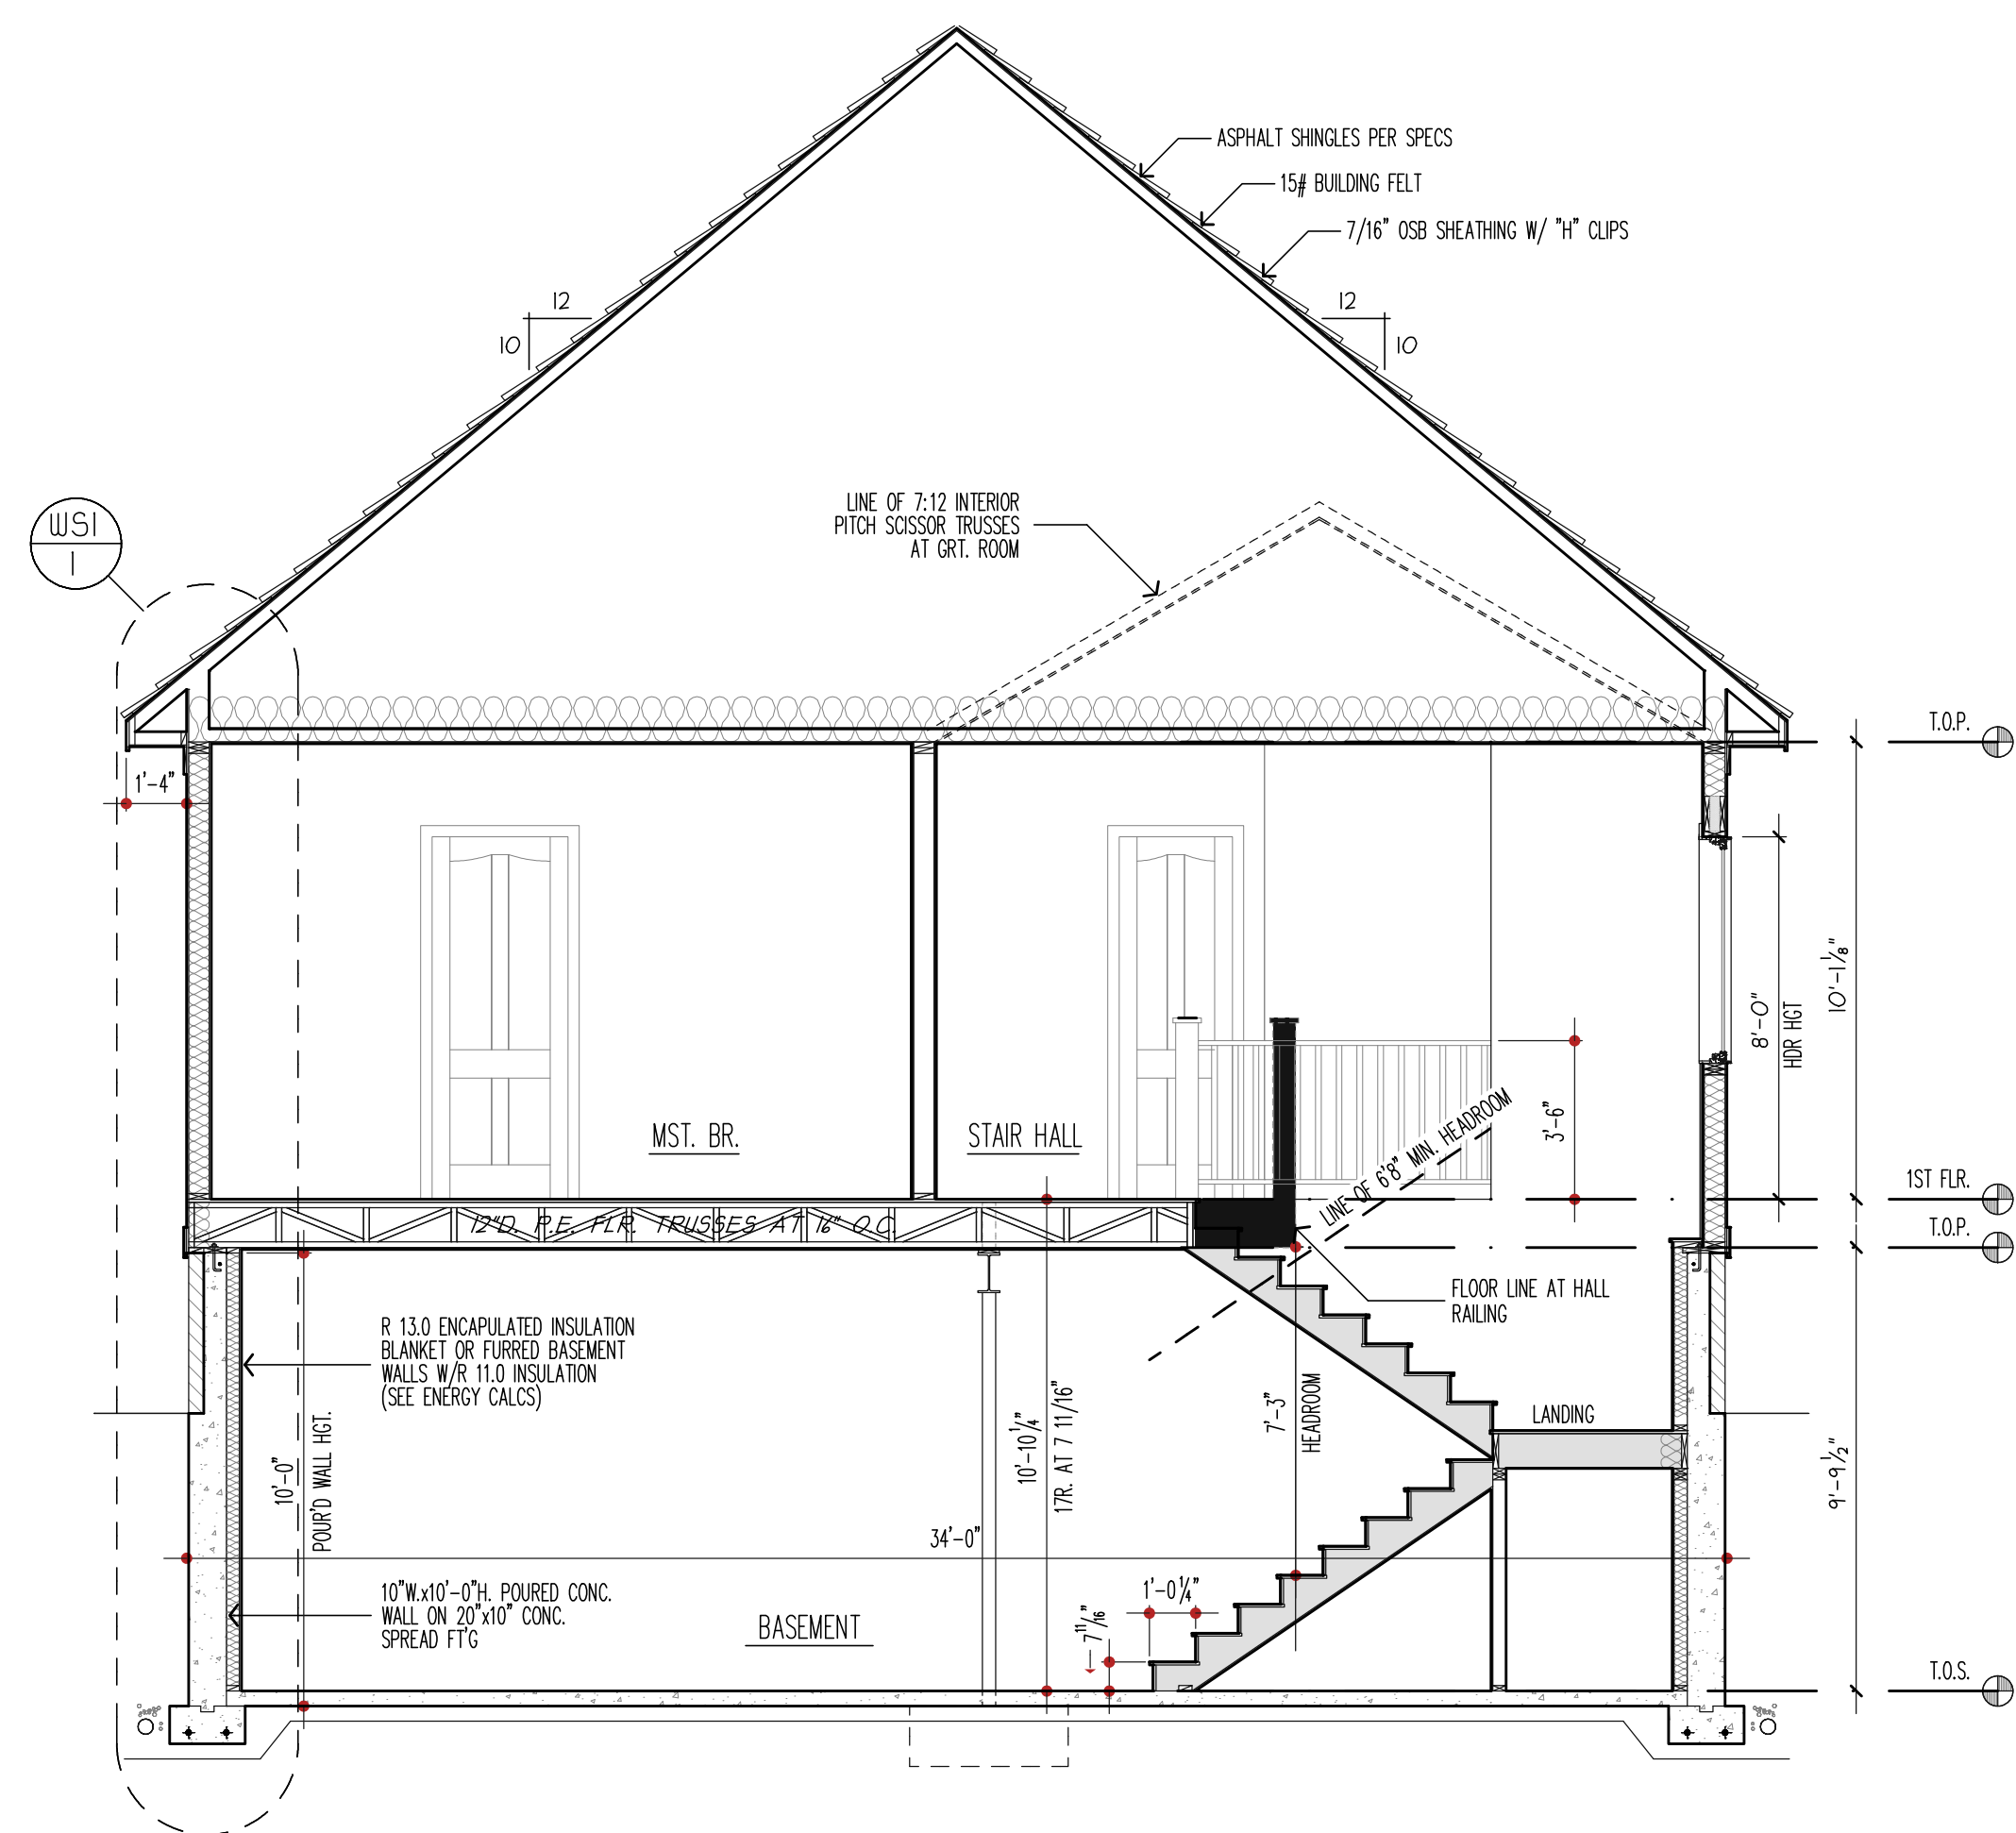 ASPHALT SHINGLES PER SPECS
15# BUILDING FELT
7/16" OSB SHEATHING W/ "H" CLIPS
12
10
12
10
LINE OF 7:12 INTERIOR
PITCH SCISSOR TRUSSES
AT GRT. ROOM
WS1
1
T.O.P.
1'-4"
10'-1 1/8"
8'-0"
HDR HGT
3'-6"
MST. BR.
STAIR HALL
LINE OF 6'8" MIN. HEADROOM
1ST FLR.
12"D. P.E. FLR. TRUSSES AT 16" O.C.
T.O.P.
FLOOR LINE AT HALL
RAILING
R 13.0 ENCAPULATED INSULATION
BLANKET OR FURRED BASEMENT
WALLS W/R 11.0 INSULATION
(SEE ENERGY CALCS)
10'-0"
POUR'D WALL HGT.
10'-10 1/4"
17R. AT 7 11/16"
7'-3"
HEADROOM
LANDING
9'-9 1/2"
34'-0"
10"W.x10'-0"H. POURED CONC.
WALL ON 20"x10" CONC.
SPREAD FT'G
1'-0 1/4"
7 11/16"
BASEMENT
T.O.S.